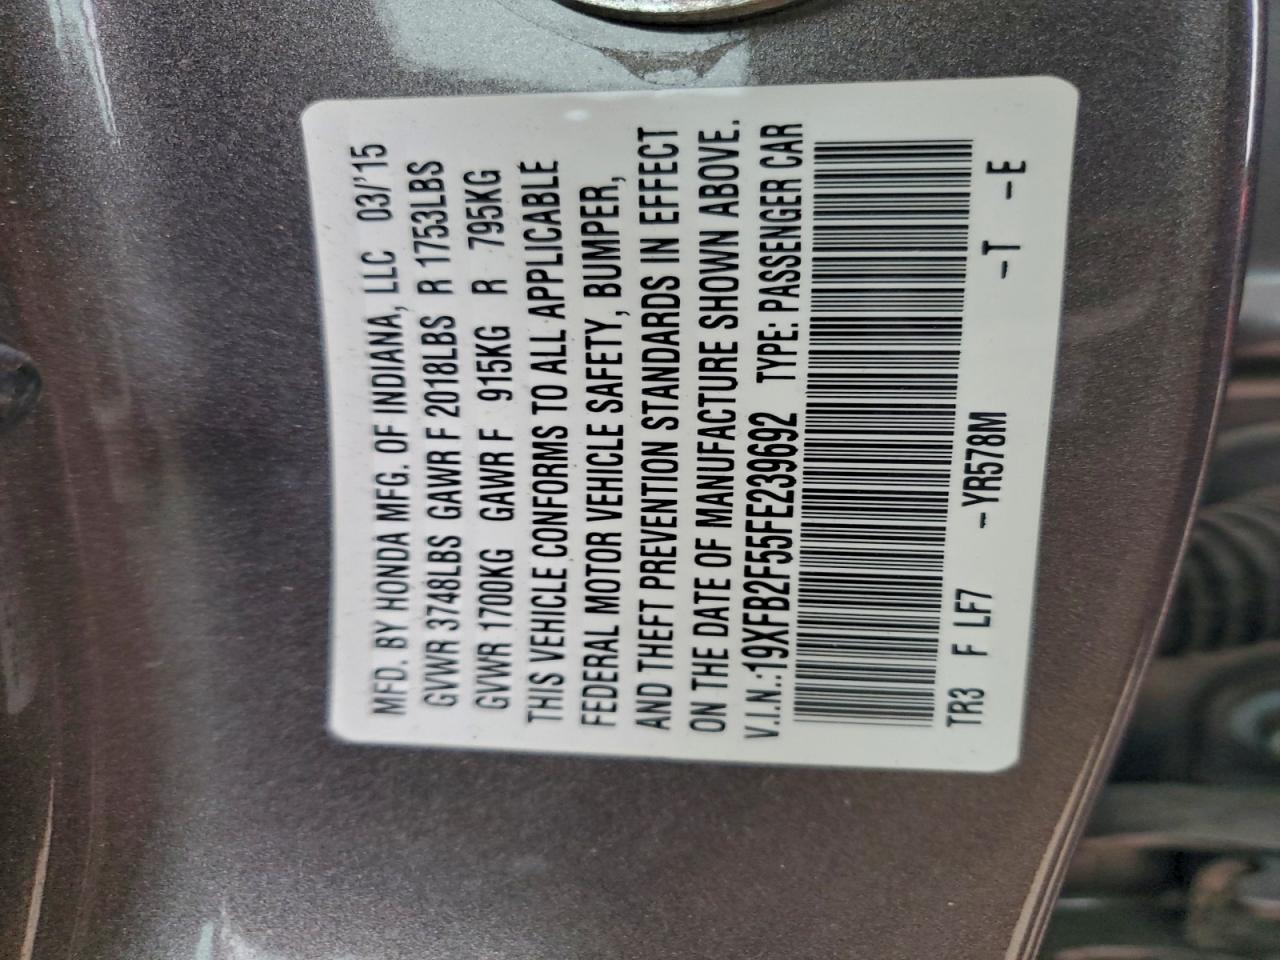 MFD. BY HONDA MFG. OF INDIANA, LLC 03/'15
GVWR 3748LBS GAWR F 2018LBS R 1753LBS
GVWR 1700KG GAWR F 915KG R 795KG
THIS VEHICLE CONFORMS TO ALL APPLICABLE
FEDERAL MOTOR VEHICLE SAFETY, BUMPER,
AND THEFT PREVENTION STANDARDS IN EFFECT
ON THE DATE OF MANUFACTURE SHOWN ABOVE.
V.I.N.:19XFB2F55FE239692 TYPE: PASSENGER CAR
TR3 F LF7 -YR578M -T -E